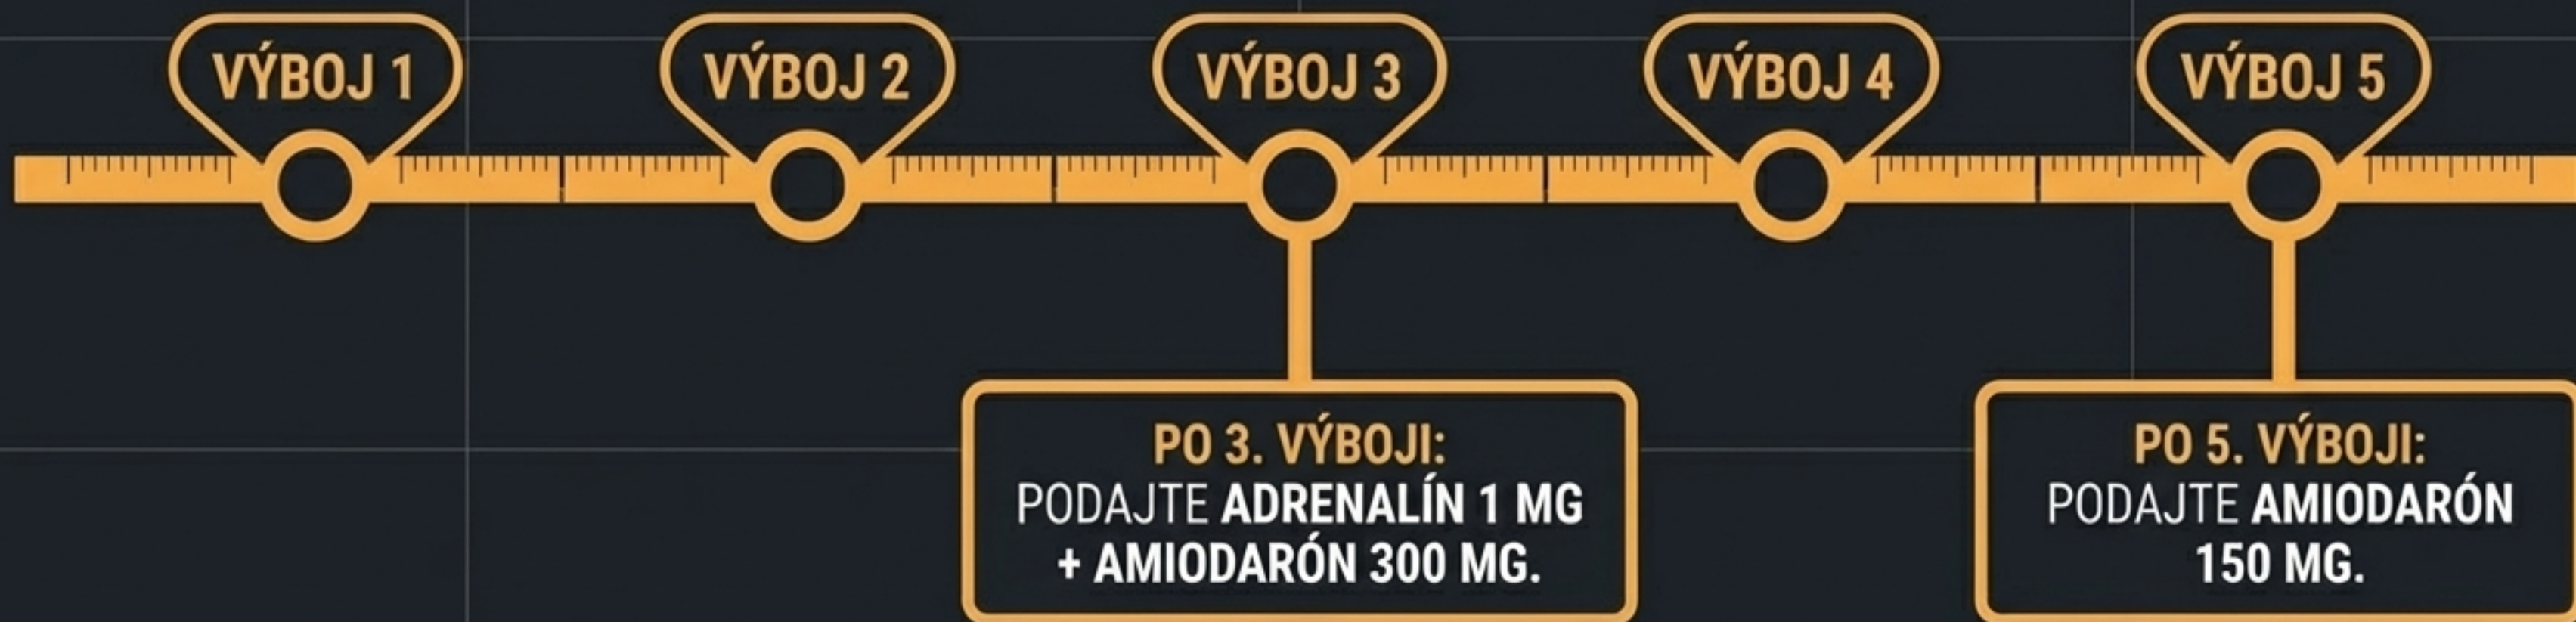 VÝBOJ 1
VÝBOJ 2
VÝBOJ 3
VÝBOJ 4
VÝBOJ 5
PO 3. VÝBOJI:
PODAJTE ADRENALÍN 1 MG
+ AMIODARÓN 300 MG.
PO 5. VÝBOJI:
PODAJTE AMIODARÓN
150 MG.